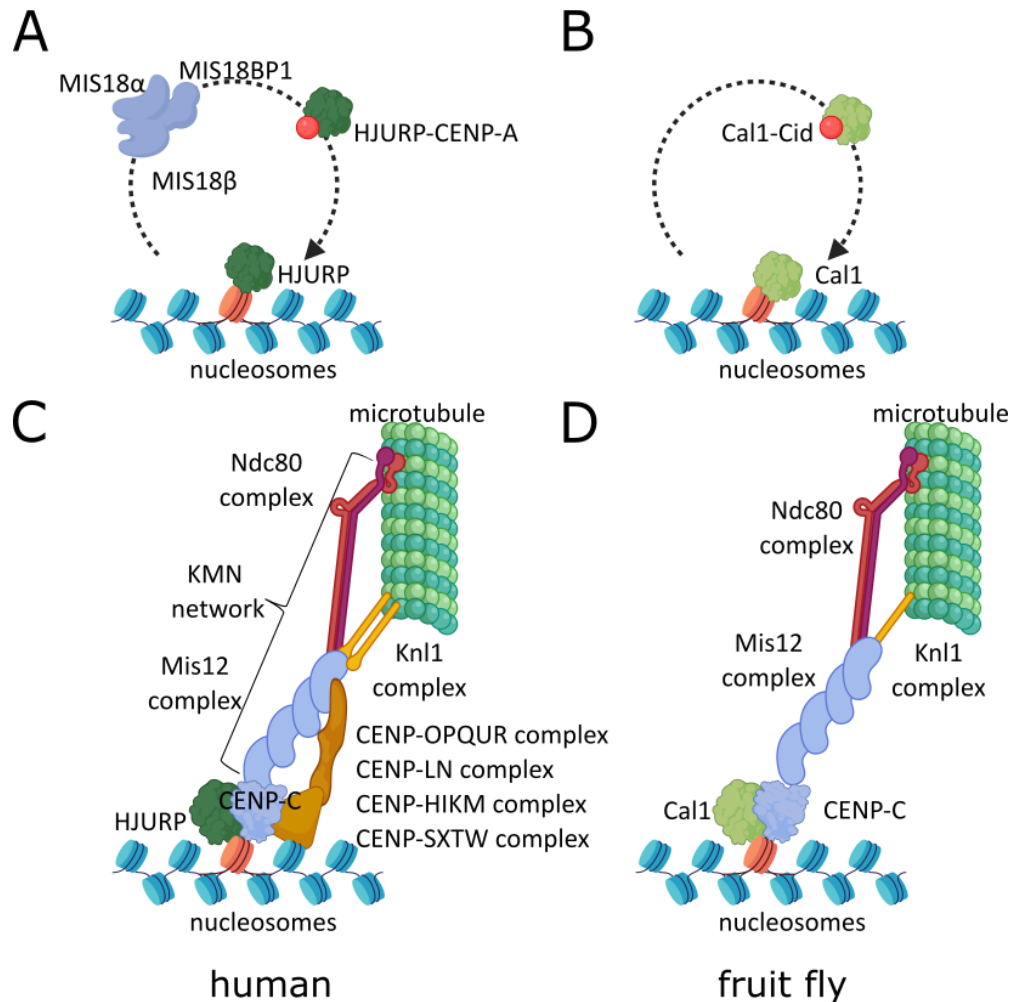 A
MIS18α
MIS18BP1
HJURP-CENP-A
MIS18β
HJURP
nucleosomes
B
Cal1-Cid
Cal1
nucleosomes
C
microtubule
Ndc80
complex
KMN
network
Mis12
complex
Knl1
complex
CENP-OPQUR complex
CENP-LN complex
CENP-HIKM complex
CENP-SXTW complex
CENP-C
HJURP
nucleosomes
human
D
microtubule
Ndc80
complex
Mis12
complex
Knl1
complex
Cal1
CENP-C
nucleosomes
fruit fly